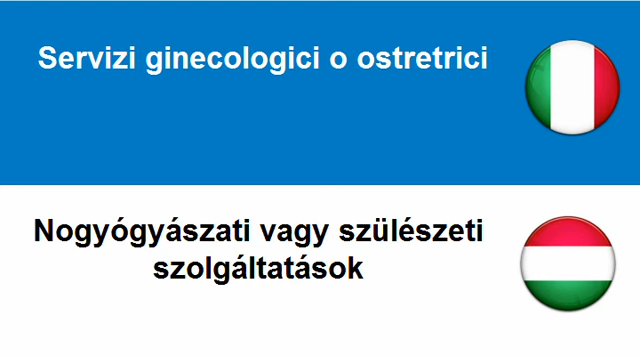 Servizi ginecologici o ostretrici
Nogyógyászati vagy szülészeti
szolgáltatások